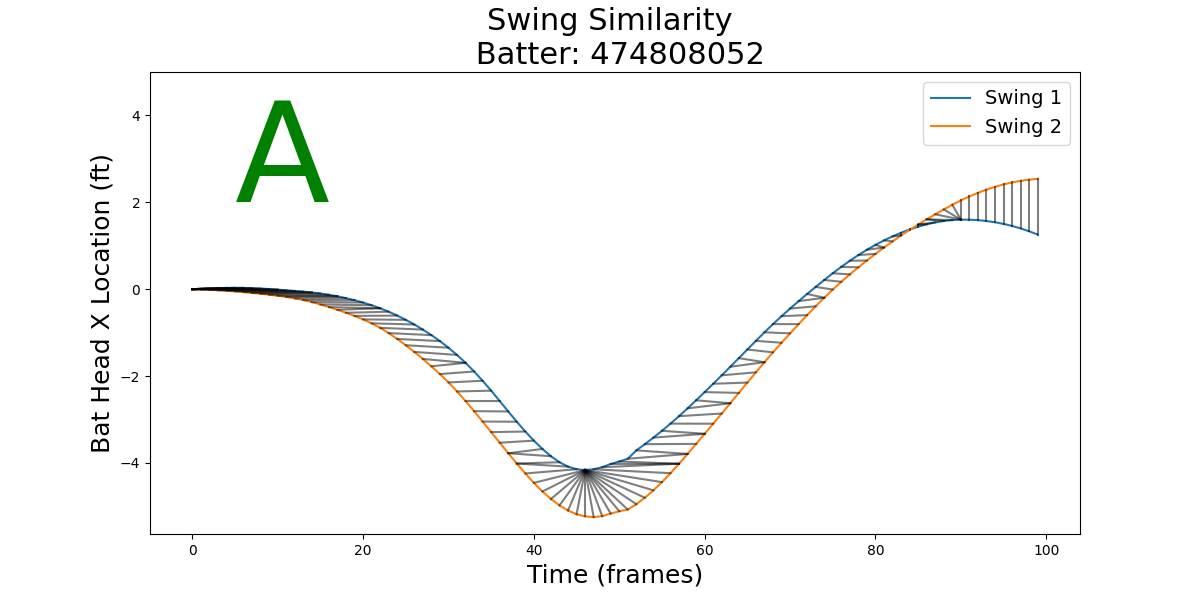 Swing Similarity
Batter: 474808052
A
Swing 1
Swing 2
Bat Head X Location (ft)
4
2
0
−2
−4
0 20 40 60 80 100
Time (frames)